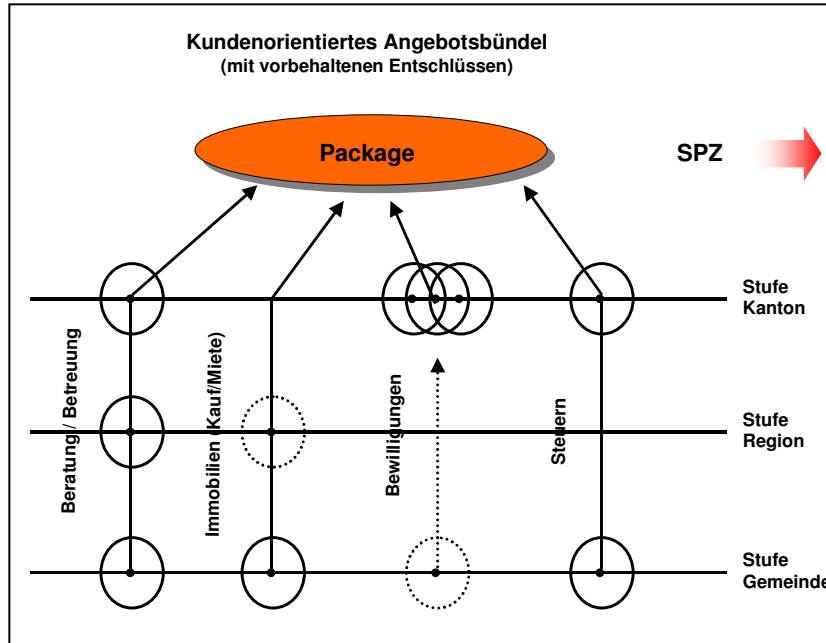 Kundenorientiertes Angebotsbündel
(mit vorbehaltenen Entschlüssen)
Package
SPZ
Stufe
Kanton
Beratung / Betreuung
Immobilien (Kauf/Miete)
Bewilligungen
Steuern
Stufe
Region
Stufe
Gemeinde